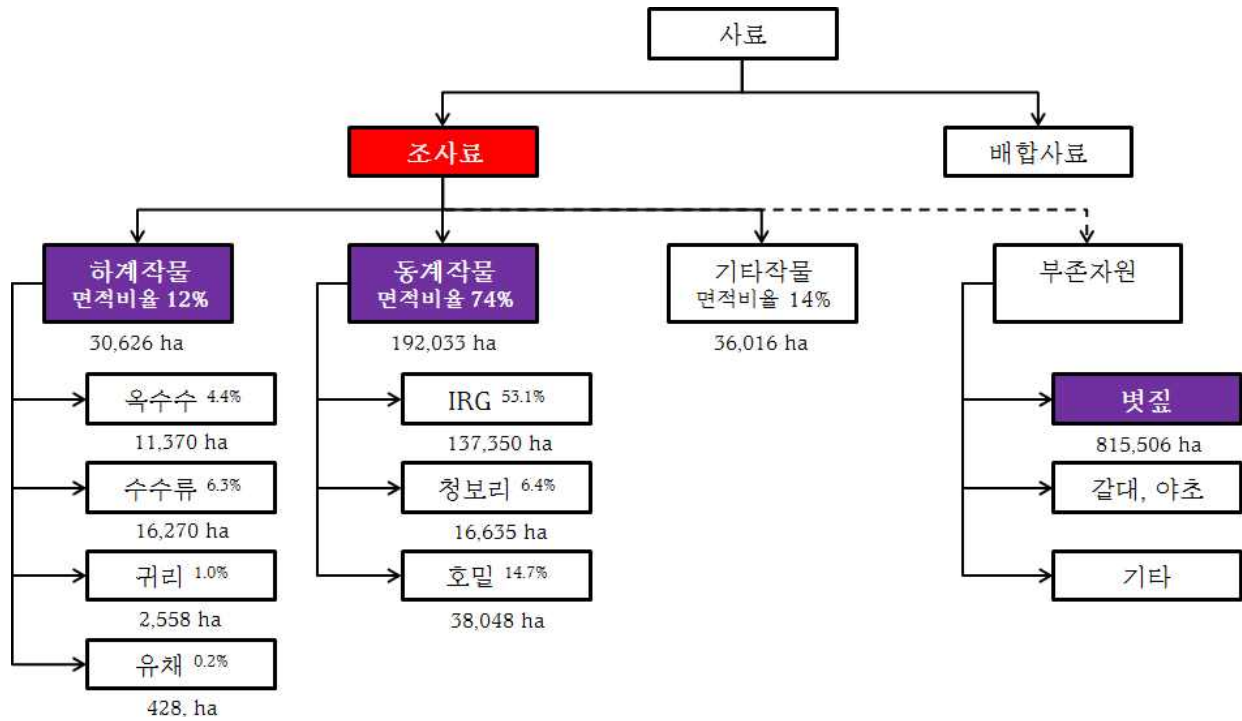 사료
조사료
배합사료
하계작물
면적비율 12%
30,626 ha
동계작물
면적비율 74%
192,033 ha
기타작물
면적비율 14%
36,016 ha
부존자원
옥수수 4.4%
11,370 ha
수수류 6.3%
16,270 ha
귀리 1.0%
2,558 ha
유채 0.2%
428, ha
IRG 53.1%
137,350 ha
청보리 6.4%
16,635 ha
호밀 14.7%
38,048 ha
볏짚
815,506 ha
갈대, 야초
기타